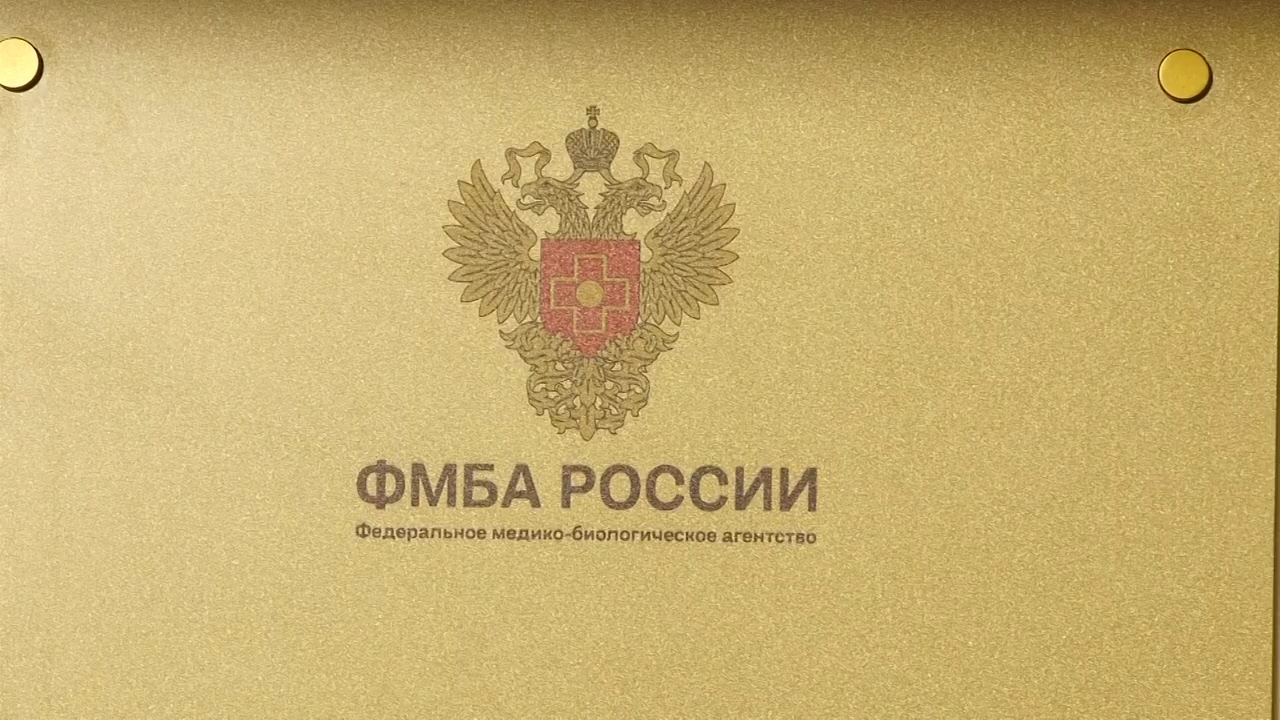 ФМБА РОССИИ
Федеральное медико-биологическое агентство